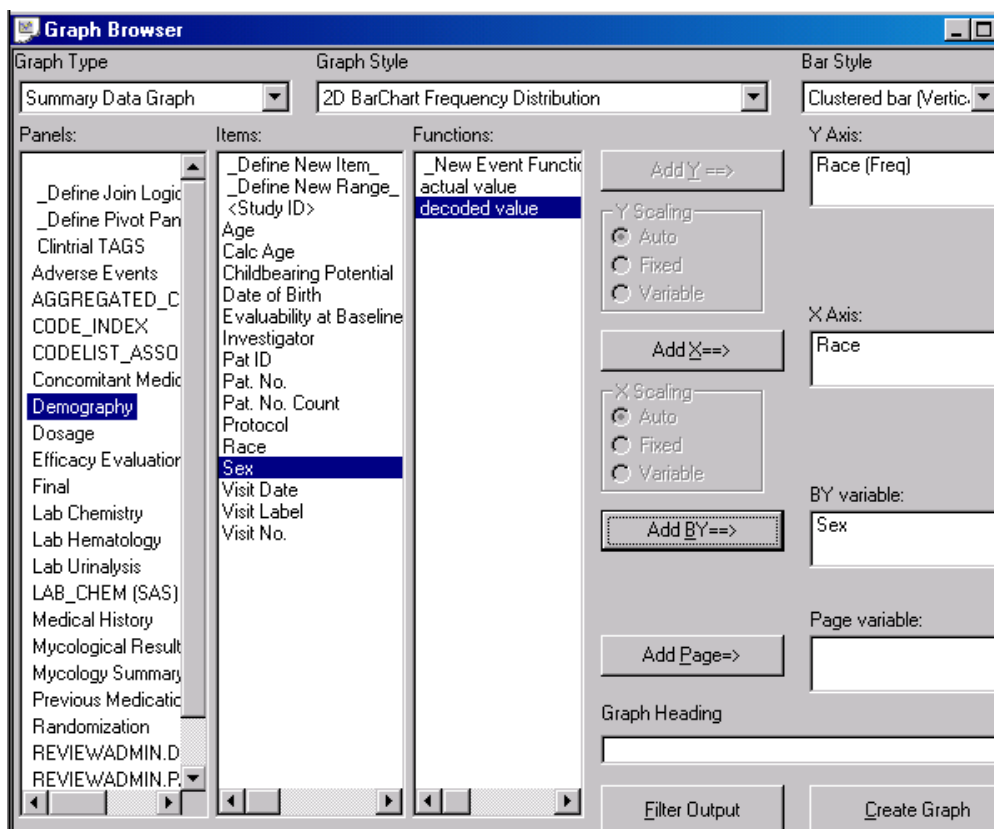 Graph Browser
Graph Type
Graph Style
Bar Style
Summary Data Graph
2D BarChart Frequency Distribution
Clustered bar (Vertic.
Panels:
_Define Join Logic
_Define Pivot Pan
Clintrial TAGS
Adverse Events
AGGREGATED_C
CODE_INDEX
CODELIST_ASSO
Concomitant Medic
Demography
Dosage
Efficacy Evaluation
Final
Lab Chemistry
Lab Hematology
Lab Urinalysis
LAB_CHEM (SAS)
Medical History
Mycological Result
Mycology Summary
Previous Medicatic
Randomization
REVIEWADMIN.D
REVIEWADMIN.P.
Items:
_Define New Item_
_Define New Range_
<Study ID>
Age
Calc Age
Childbearing Potential
Date of Birth
Evaluability at Baseline
Investigator
Pat ID
Pat. No.
Pat. No. Count
Protocol
Race
Sex
Visit Date
Visit Label
Visit No.
Functions:
_New Event Functic
actual value
decoded value
Add Y ==>
Y Scaling
Auto
Fixed
Variable
Add X==>
X Scaling
Auto
Fixed
Variable
Add BY==>
Add Page=>
Y Axis:
Race (Freq)
X Axis:
Race
BY variable:
Sex
Page variable:
Graph Heading
Filter Output
Create Graph